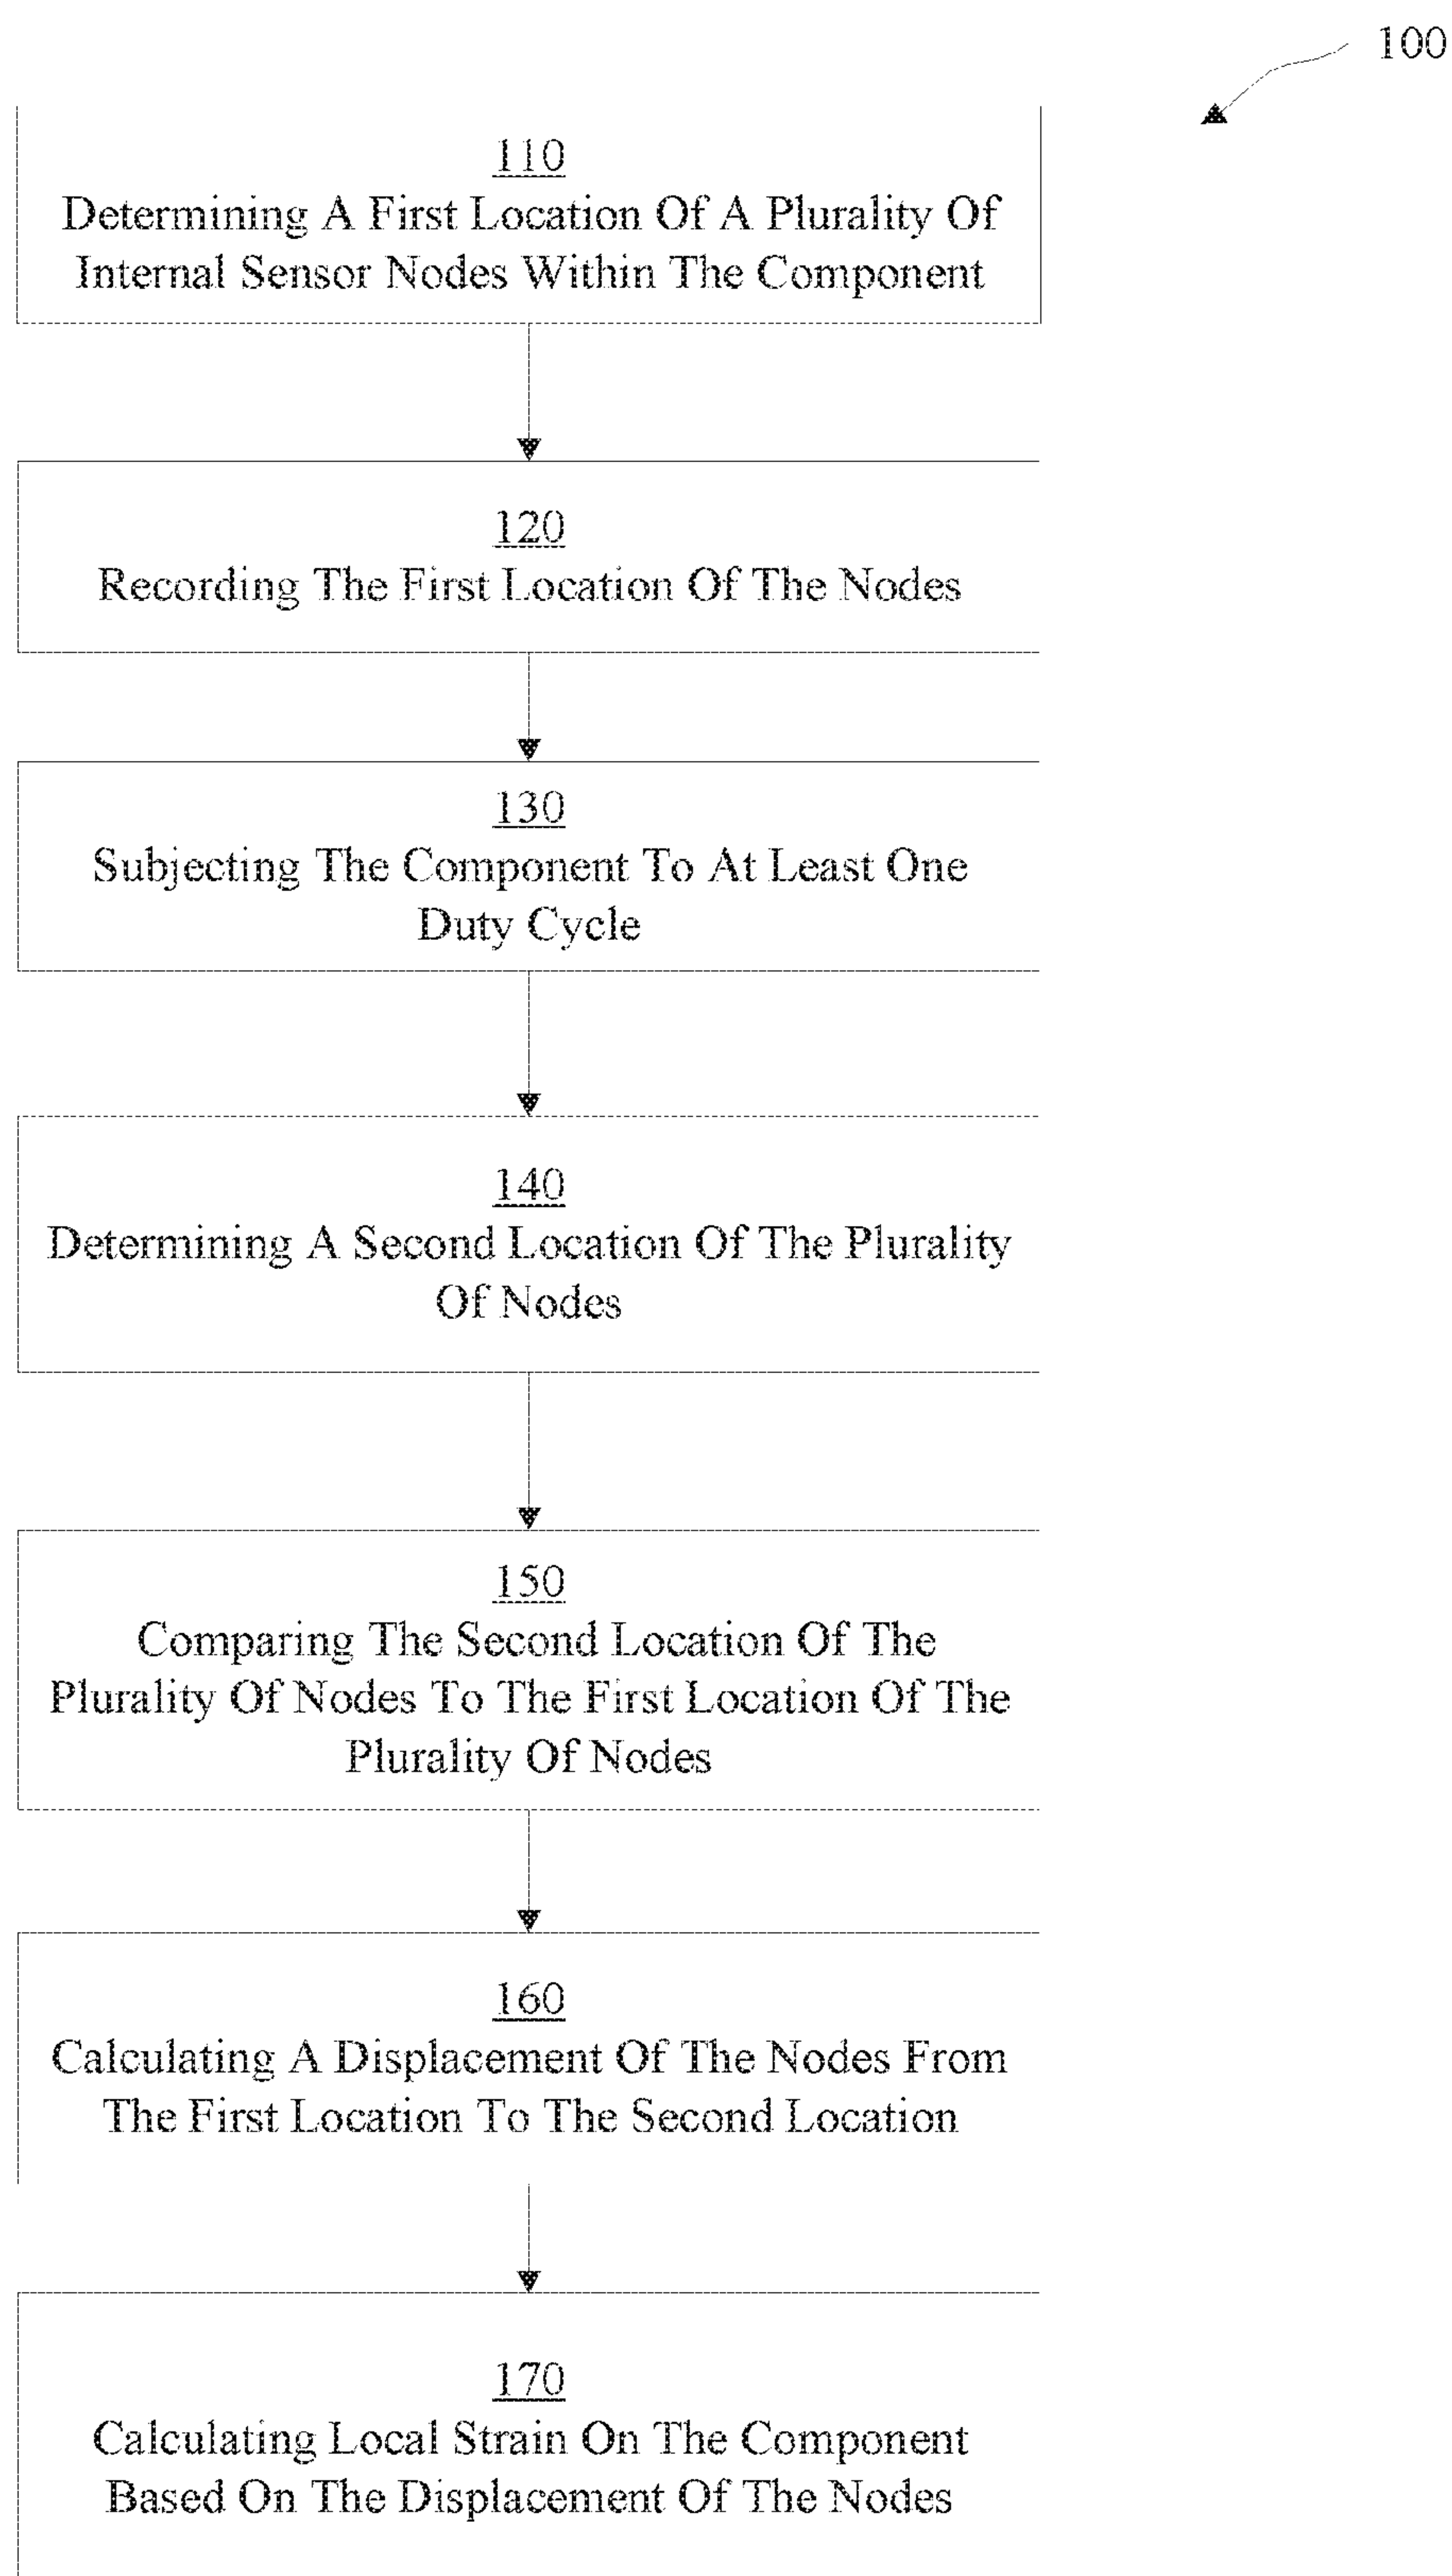 100
110
Determining A First Location Of A Plurality Of
Internal Sensor Nodes Within The Component
120
Recording The First Location Of The Nodes
130
Subjecting The Component To At Least One
Duty Cycle
140
Determining A Second Location Of The Plurality
Of Nodes
150
Comparing The Second Location Of The
Plurality Of Nodes To The First Location Of The
Plurality Of Nodes
160
Calculating A Displacement Of The Nodes From
The First Location To The Second Location
170
Calculating Local Strain On The Component
Based On The Displacement Of The Nodes